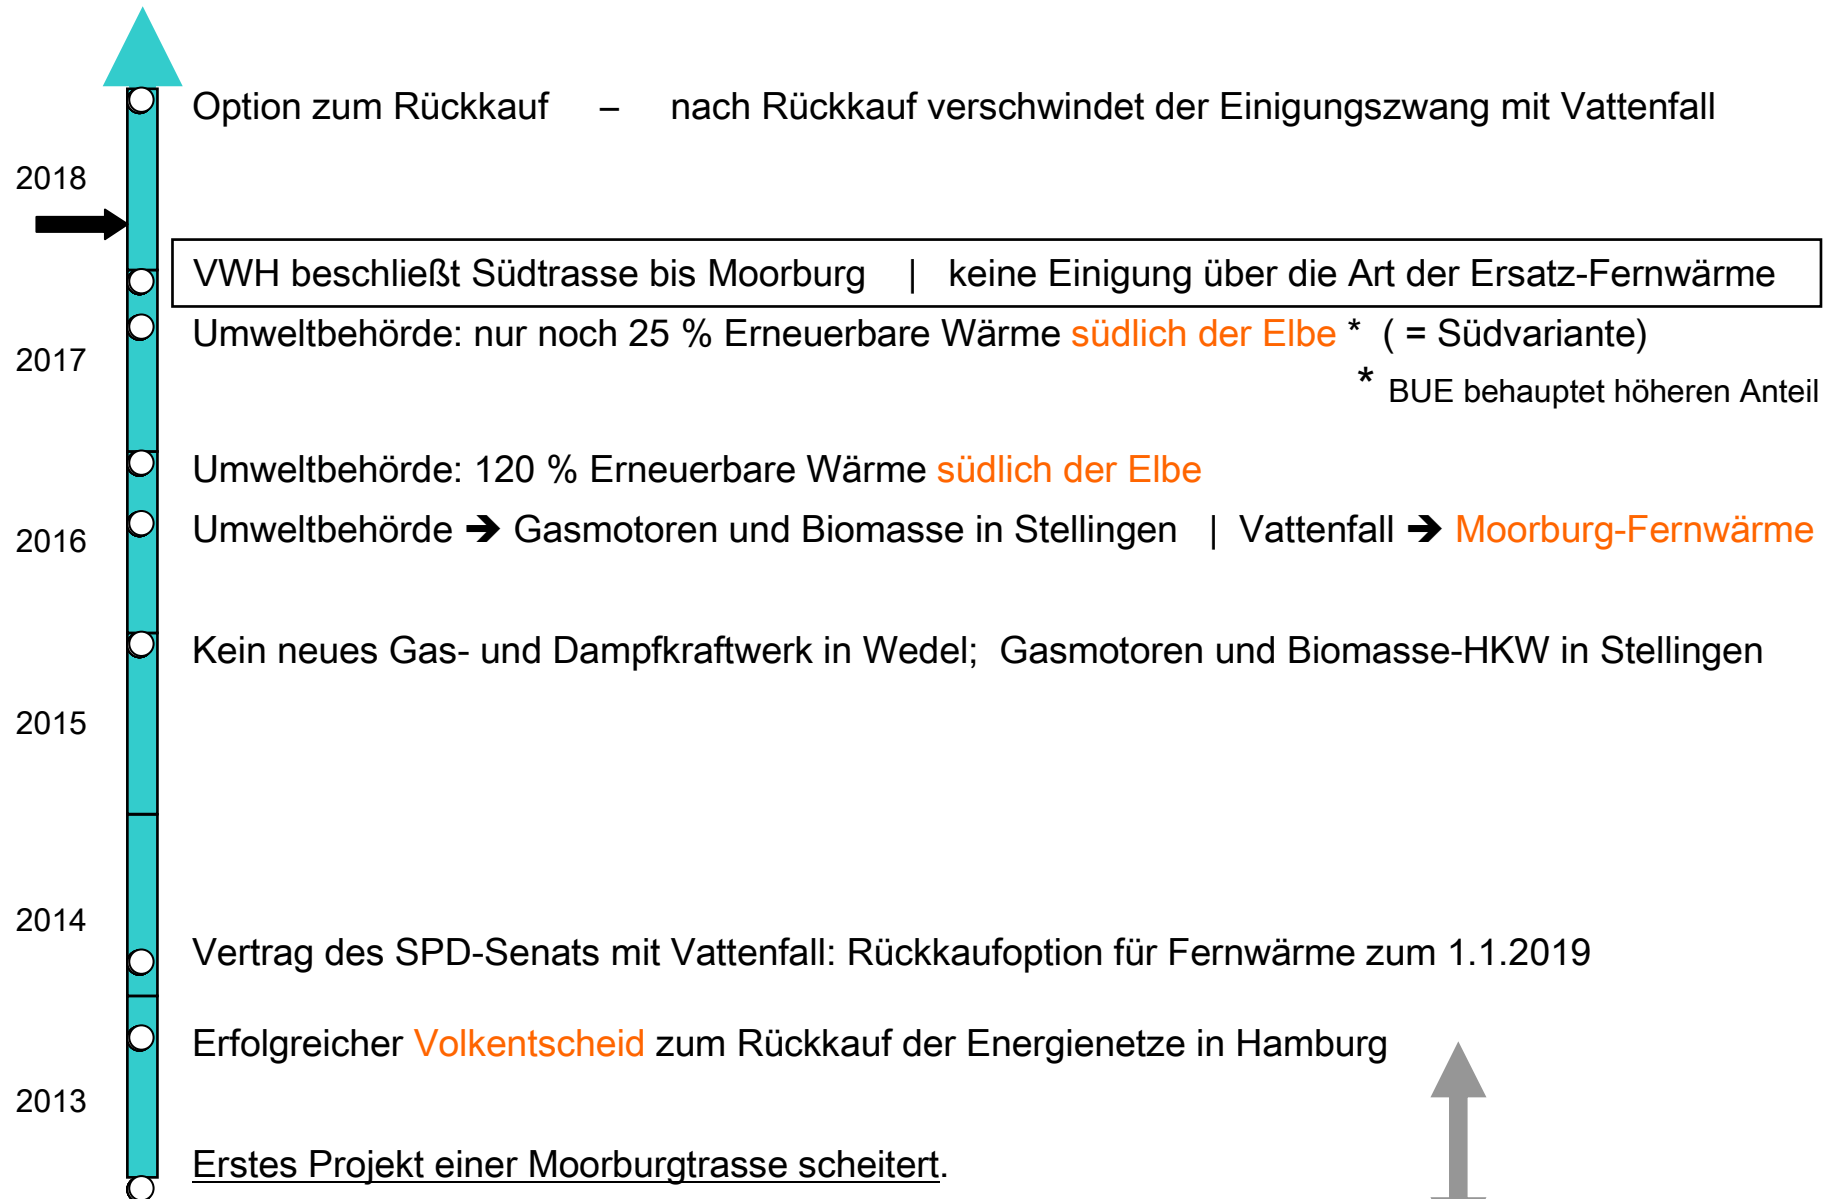 Option zum Rückkauf – nach Rückkauf verschwindet der Einigungszwang mit Vattenfall
2018
VWH beschließt Südtrasse bis Moorburg | keine Einigung über die Art der Ersatz-Fernwärme
Umweltbehörde: nur noch 25 % Erneuerbare Wärme südlich der Elbe * ( = Südvariante)
2017
* BUE behauptet höheren Anteil
Umweltbehörde: 120 % Erneuerbare Wärme südlich der Elbe
Umweltbehörde ➔ Gasmotoren und Biomasse in Stellingen | Vattenfall ➔ Moorburg-Fernwärme
2016
Kein neues Gas- und Dampfkraftwerk in Wedel; Gasmotoren und Biomasse-HKW in Stellingen
2015
2014
Vertrag des SPD-Senats mit Vattenfall: Rückkaufoption für Fernwärme zum 1.1.2019
Erfolgreicher Volkentscheid zum Rückkauf der Energienetze in Hamburg
2013
Erstes Projekt einer Moorburgtrasse scheitert.